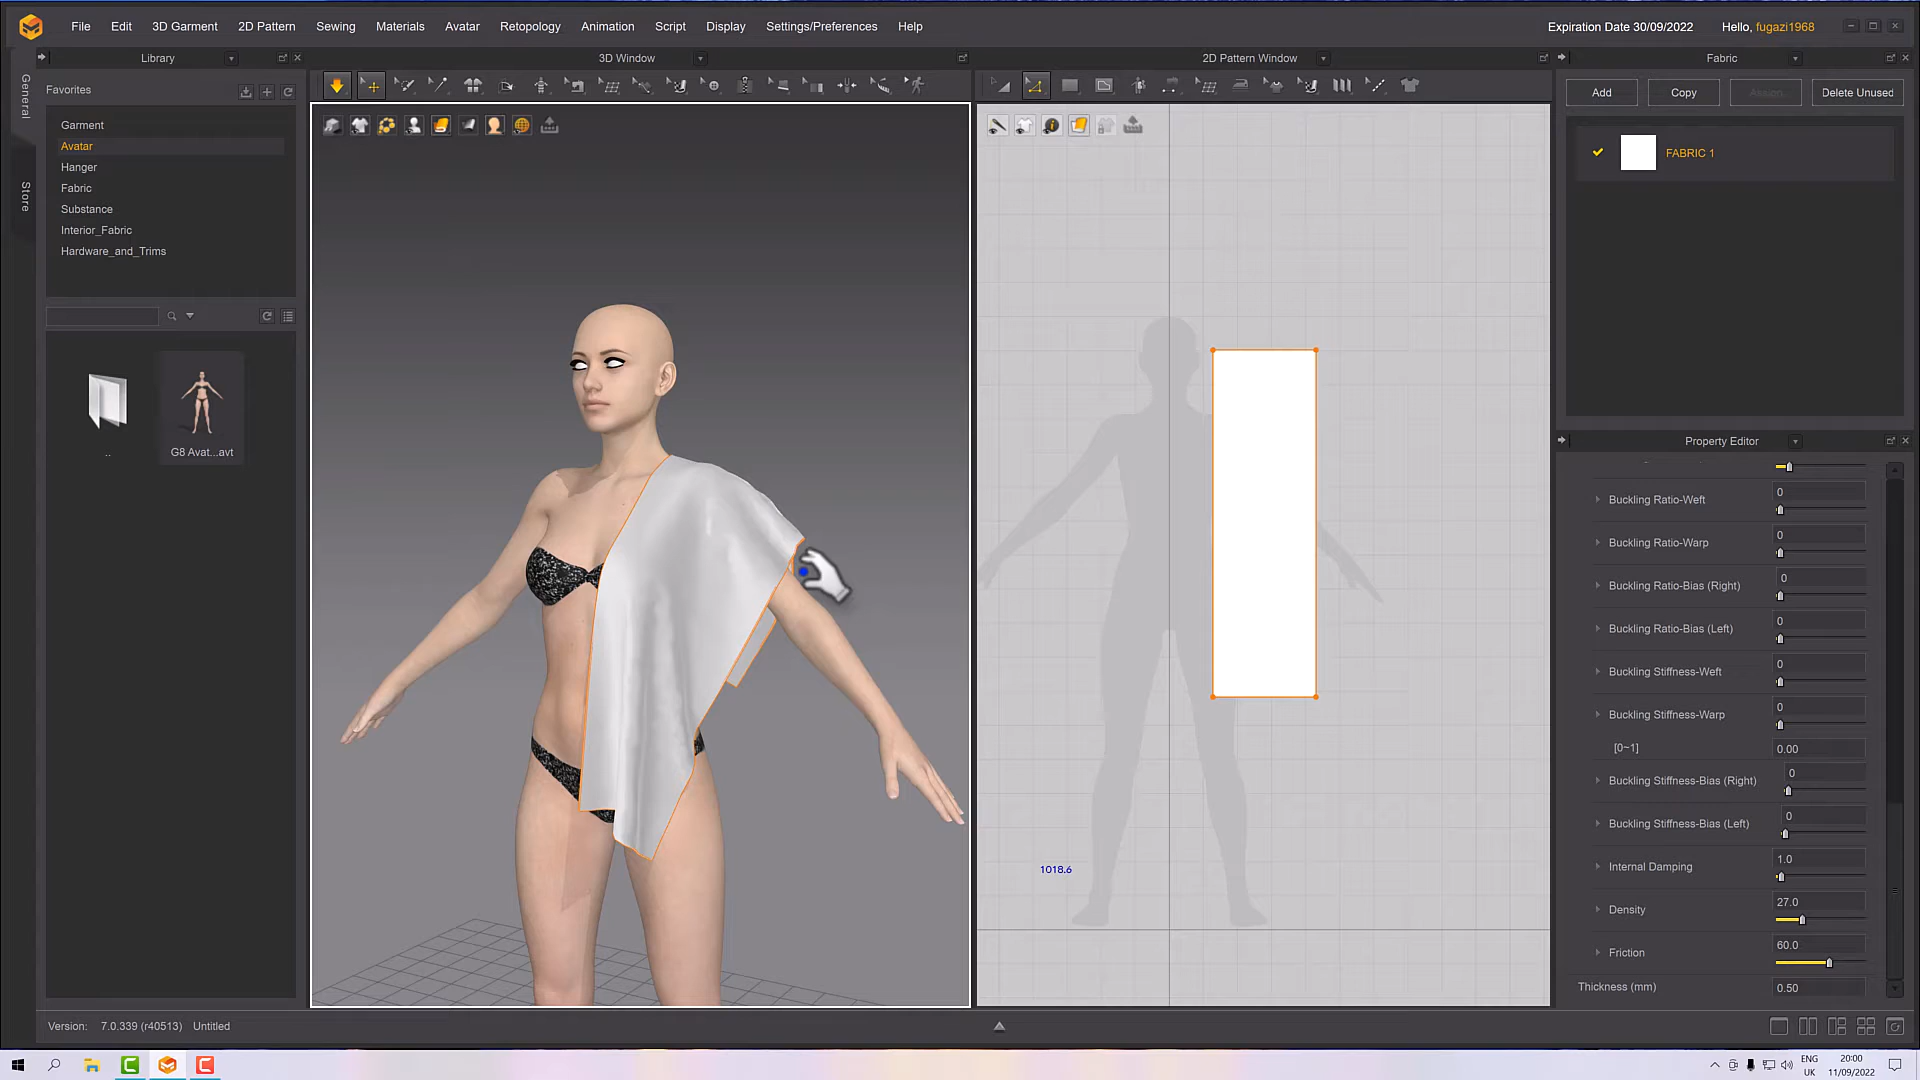 File Edit 3D Garment 2D Pattern Sewing Materials Avatar Retopology Animation Script Display Settings/Preferences Help Expiration Date 30/09/2022 Hello, fugazi1968
Library 3D Window 2D Pattern Window Fabric
General
Store
Favorites
Garment
Avatar
Hanger
Fabric
Substance
Interior_Fabric
Hardware_and_Trims
..
G8 Avat...avt
1018.6
Add Copy Assign Delete Unused
FABRIC 1
Property Editor
Buckling Ratio-Weft 0
Buckling Ratio-Warp 0
Buckling Ratio-Bias (Right) 0
Buckling Ratio-Bias (Left) 0
Buckling Stiffness-Weft 0
Buckling Stiffness-Warp 0
[0~1] 0.00
Buckling Stiffness-Bias (Right) 0
Buckling Stiffness-Bias (Left) 0
Internal Damping 1.0
Density 27.0
Friction 60.0
Thickness (mm) 0.50
Version: 7.0.339 (r40513) Untitled
ENG
UK
20:00
11/09/2022